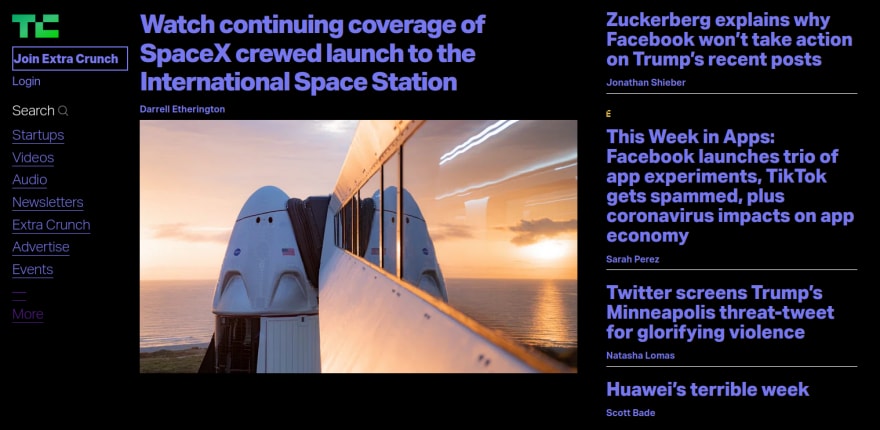 TC
Join Extra Crunch
Login
Search
Startups
Videos
Audio
Newsletters
Extra Crunch
Advertise
Events
—
More
Watch continuing coverage of
SpaceX crewed launch to the
International Space Station
Darrell Etherington
Zuckerberg explains why
Facebook won’t take action
on Trump’s recent posts
Jonathan Shieber
This Week in Apps:
Facebook launches trio of
app experiments, TikTok
gets spammed, plus
coronavirus impacts on app
economy
Sarah Perez
Twitter screens Trump’s
Minneapolis threat-tweet
for glorifying violence
Natasha Lomas
Huawei’s terrible week
Scott Bade